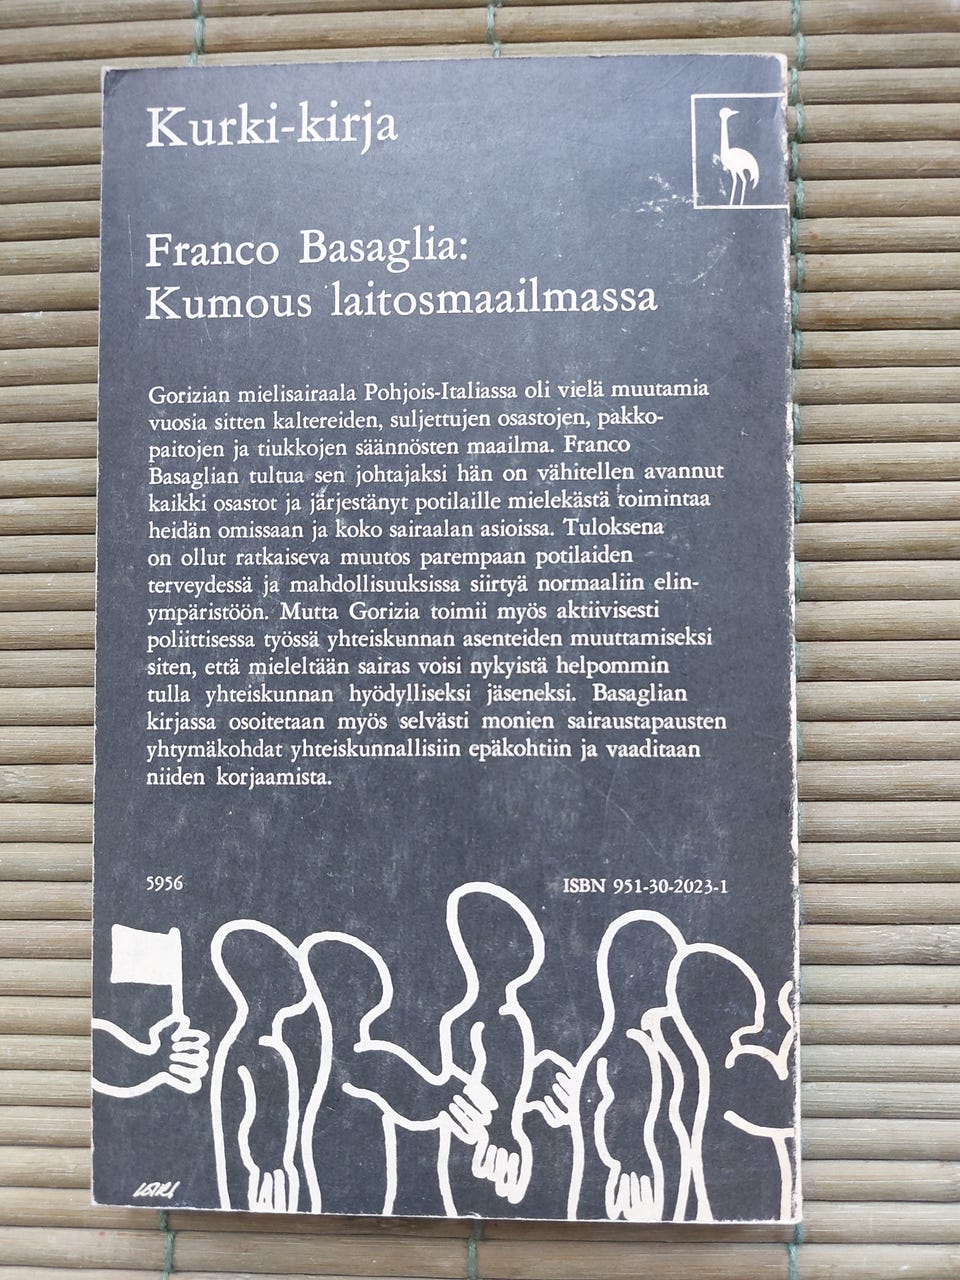 Kurki-kirja
Franco Basaglia:
Kumous laitosmaailmassa
Gorizian mielisairaala Pohjois-Italiassa oli vielä muutamia
vuosia sitten kaltereiden, suljettujen osastojen, pakko-
paitojen ja tiukkojen säännösten maailma. Franco
Basaglian tultua sen johtajaksi hän on vähitellen avannut
kaikki osastot ja järjestänyt potilaille mielekästä toimintaa
heidän omissaan ja koko sairaalan asioissa. Tuloksena
on ollut ratkaiseva muutos parempaan potilaiden
terveydessä ja mahdollisuuksissa siirtyä normaaliin elin-
ympäristöön. Mutta Gorizia toimii myös aktiivisesti
poliittisessa työssä yhteiskunnan asenteiden muuttamiseksi
siten, että mieleltään sairas voisi nykyistä helpommin
tulla yhteiskunnan hyödylliseksi jäseneksi. Basaglian
kirjassa osoitetaan myös selvästi monien sairaustapausten
yhtymäkohdat yhteiskunnallisiin epäkohtiin ja vaaditaan
niiden korjaamista.
5956
ISBN 951-30-2023-1